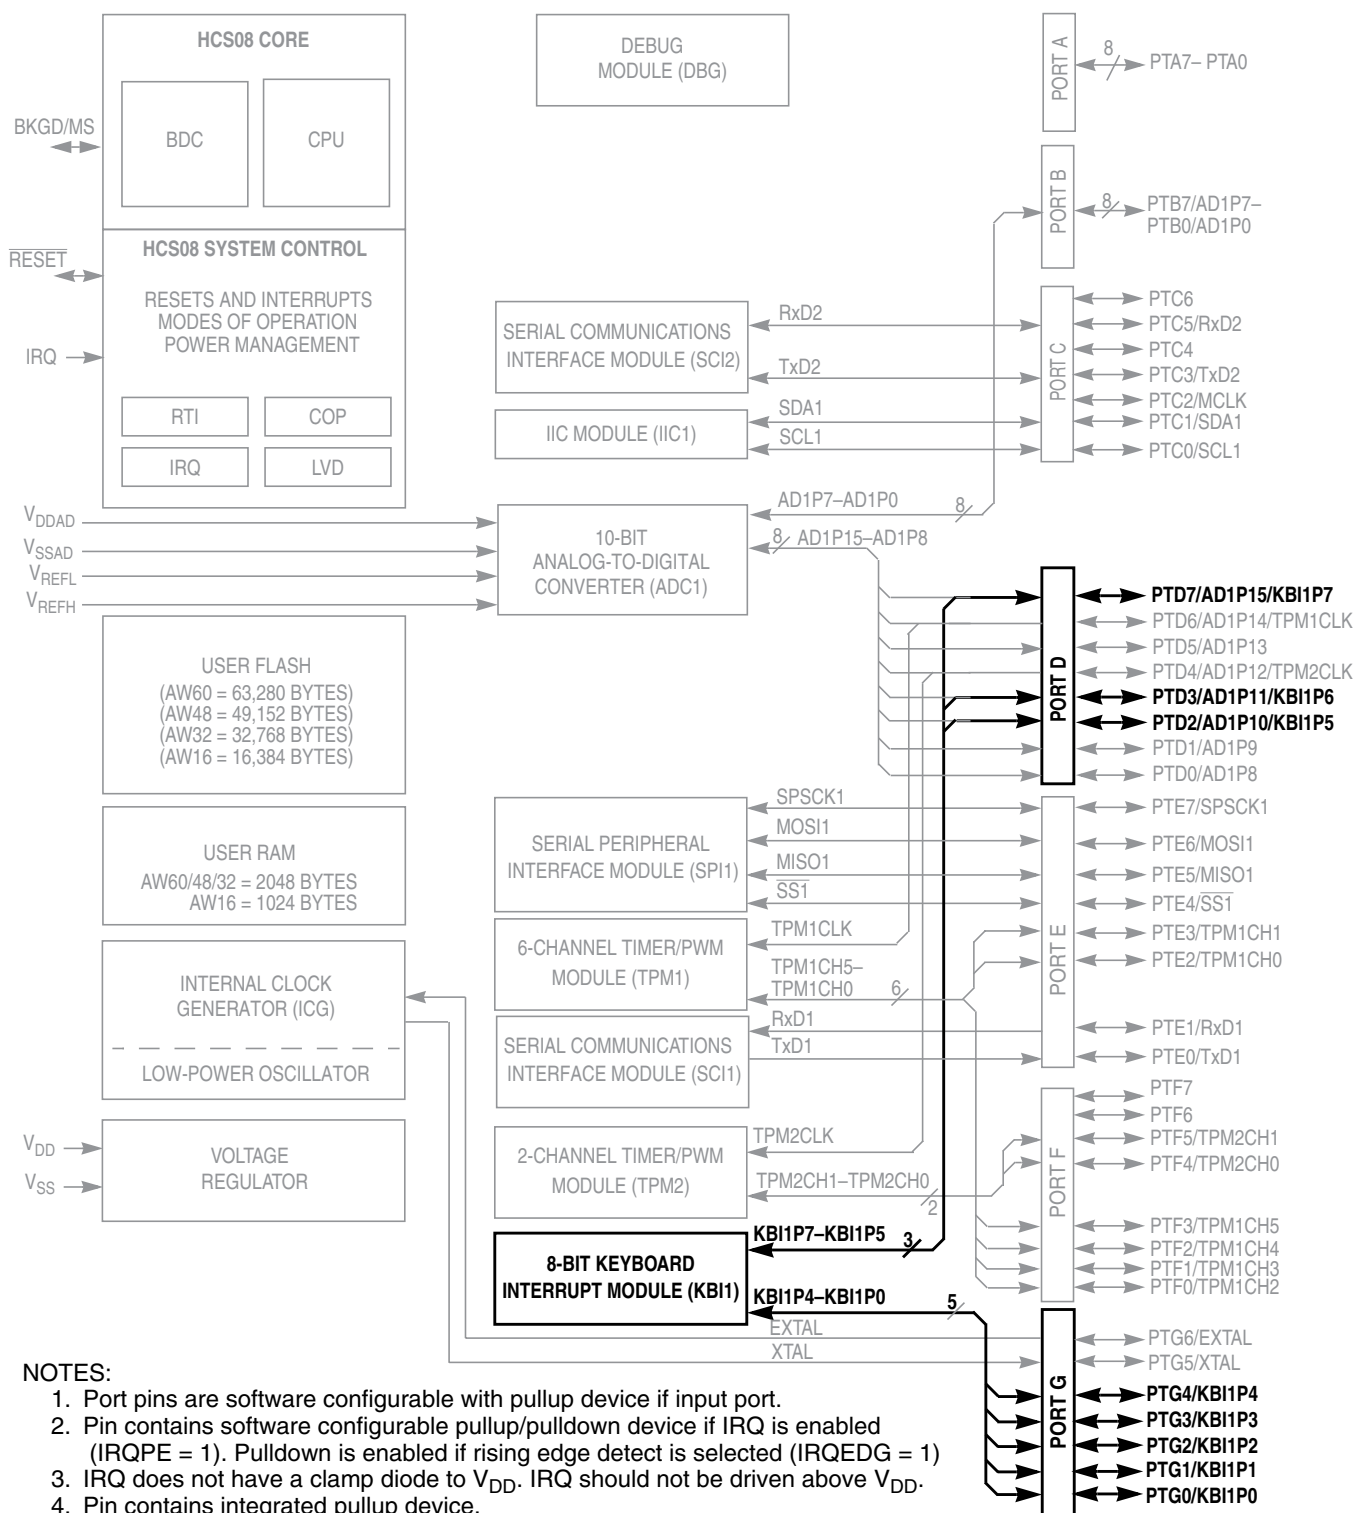 HCS08 CORE
BDC
CPU
BKGD/MS
HCS08 SYSTEM CONTROL
RESET
RESETS AND INTERRUPTS
MODES OF OPERATION
POWER MANAGEMENT
IRQ
RTI
COP
IRQ
LVD
VDDAD
VSSAD
VREFL
VREFH
USER FLASH
(AW60 = 63,280 BYTES)
(AW48 = 49,152 BYTES)
(AW32 = 32,768 BYTES)
(AW16 = 16,384 BYTES)
USER RAM
AW60/48/32 = 2048 BYTES
AW16 = 1024 BYTES
INTERNAL CLOCK
GENERATOR (ICG)
LOW-POWER OSCILLATOR
VDD
VSS
VOLTAGE
REGULATOR
DEBUG
MODULE (DBG)
SERIAL COMMUNICATIONS
INTERFACE MODULE (SCI2)
RxD2
TxD2
IIC MODULE (IIC1)
SDA1
SCL1
10-BIT
ANALOG-TO-DIGITAL
CONVERTER (ADC1)
AD1P7–AD1P0
8
8
AD1P15–AD1P8
SERIAL PERIPHERAL
INTERFACE MODULE (SPI1)
SPSCK1
MOSI1
MISO1
SS1
6-CHANNEL TIMER/PWM
MODULE (TPM1)
TPM1CLK
TPM1CH5–
TPM1CH0
6
SERIAL COMMUNICATIONS
INTERFACE MODULE (SCI1)
RxD1
TxD1
2-CHANNEL TIMER/PWM
MODULE (TPM2)
TPM2CLK
TPM2CH1–TPM2CH0
2
8-BIT KEYBOARD
INTERRUPT MODULE (KBI1)
KBI1P7–KBI1P5
3
KBI1P4–KBI1P0
5
EXTAL
XTAL
PORT A
8
PTA7– PTA0
PORT B
8
PTB7/AD1P7–
PTB0/AD1P0
PORT C
PTC6
PTC5/RxD2
PTC4
PTC3/TxD2
PTC2/MCLK
PTC1/SDA1
PTC0/SCL1
PORT D
PTD7/AD1P15/KBI1P7
PTD6/AD1P14/TPM1CLK
PTD5/AD1P13
PTD4/AD1P12/TPM2CLK
PTD3/AD1P11/KBI1P6
PTD2/AD1P10/KBI1P5
PTD1/AD1P9
PTD0/AD1P8
PORT E
PTE7/SPSCK1
PTE6/MOSI1
PTE5/MISO1
PTE4/SS1
PTE3/TPM1CH1
PTE2/TPM1CH0
PTE1/RxD1
PTE0/TxD1
PORT F
PTF7
PTF6
PTF5/TPM2CH1
PTF4/TPM2CH0
PTF3/TPM1CH5
PTF2/TPM1CH4
PTF1/TPM1CH3
PTF0/TPM1CH2
PORT G
PTG6/EXTAL
PTG5/XTAL
PTG4/KBI1P4
PTG3/KBI1P3
PTG2/KBI1P2
PTG1/KBI1P1
PTG0/KBI1P0
NOTES:
1. Port pins are software configurable with pullup device if input port.
2. Pin contains software configurable pullup/pulldown device if IRQ is enabled
(IRQPE = 1). Pulldown is enabled if rising edge detect is selected (IRQEDG = 1)
3. IRQ does not have a clamp diode to VDD. IRQ should not be driven above VDD.
4. Pin contains integrated pullup device.